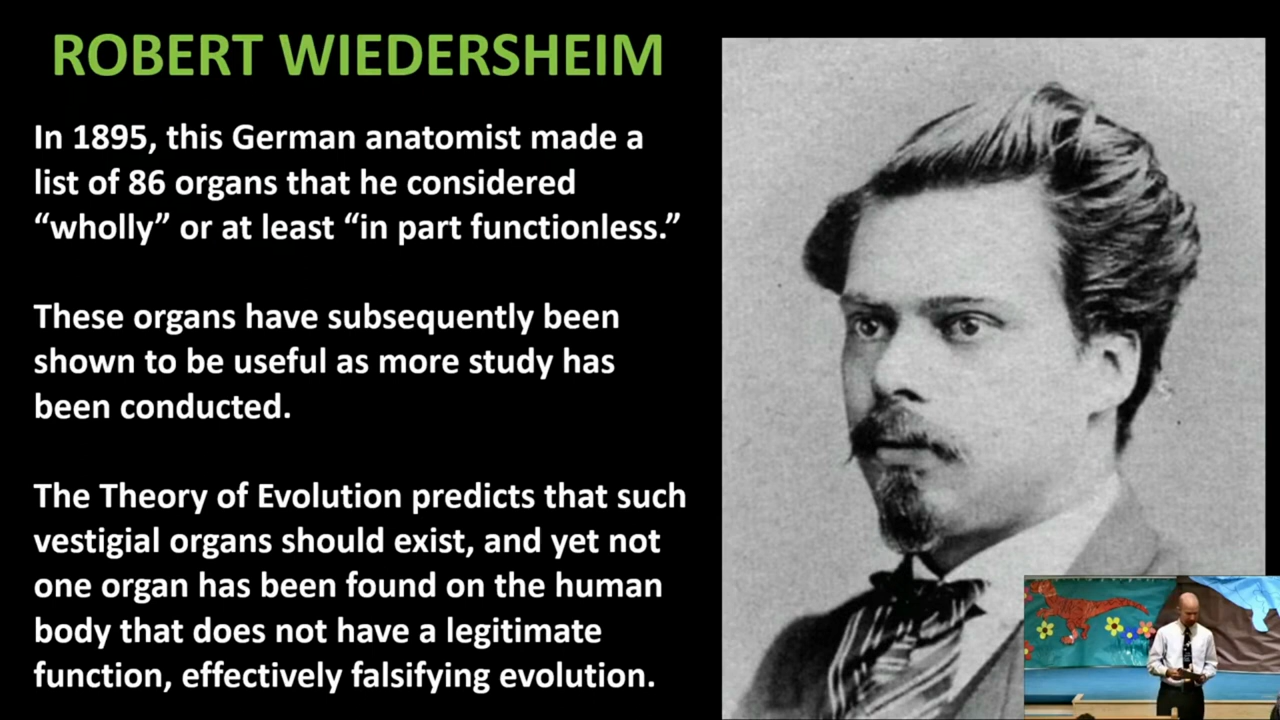 ROBERT WIEDERSHEIM
In 1895, this German anatomist made a
list of 86 organs that he considered
“wholly” or at least “in part functionless.”
These organs have subsequently been
shown to be useful as more study has
been conducted.
The Theory of Evolution predicts that such
vestigial organs should exist, and yet not
one organ has been found on the human
body that does not have a legitimate
function, effectively falsifying evolution.